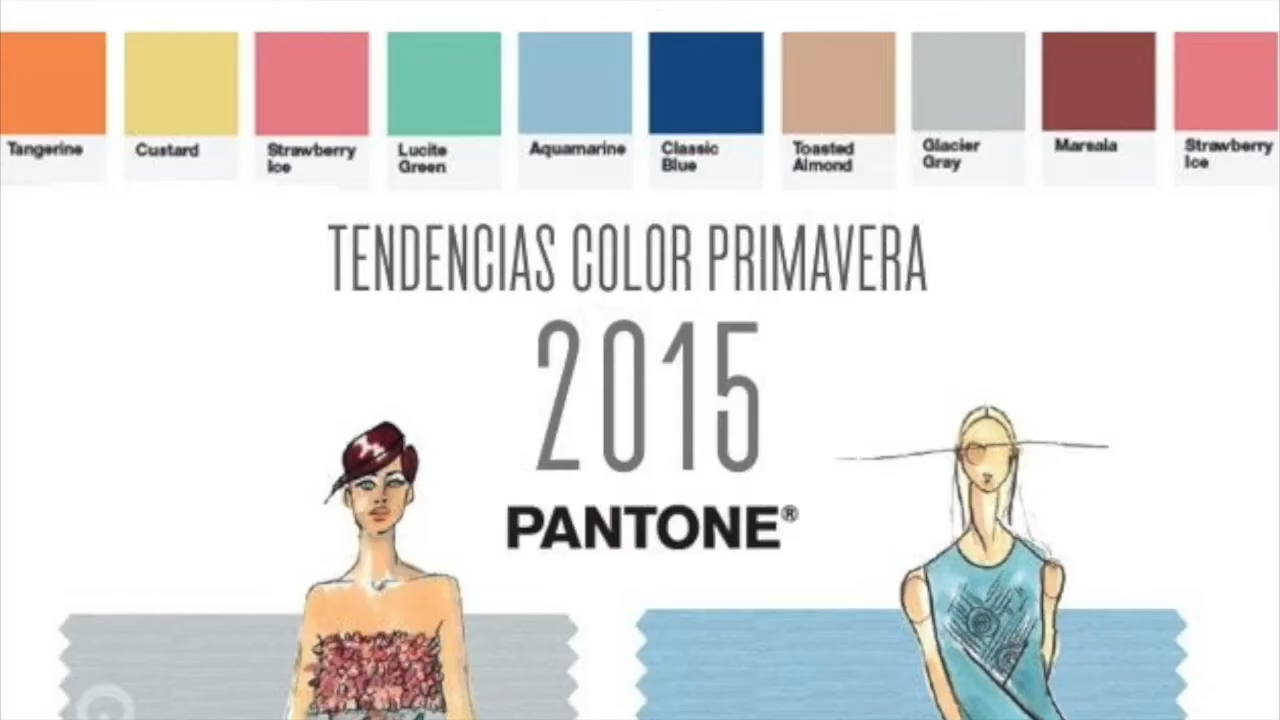 Tangerine
Custard
Strawberry
Ice
Lucite
Green
Aquamarine
Classic
Blue
Toasted
Almond
Glacier
Gray
Marsala
Strawberry
Ice
TENDENCIAS COLOR PRIMAVERA
2015
PANTONE®